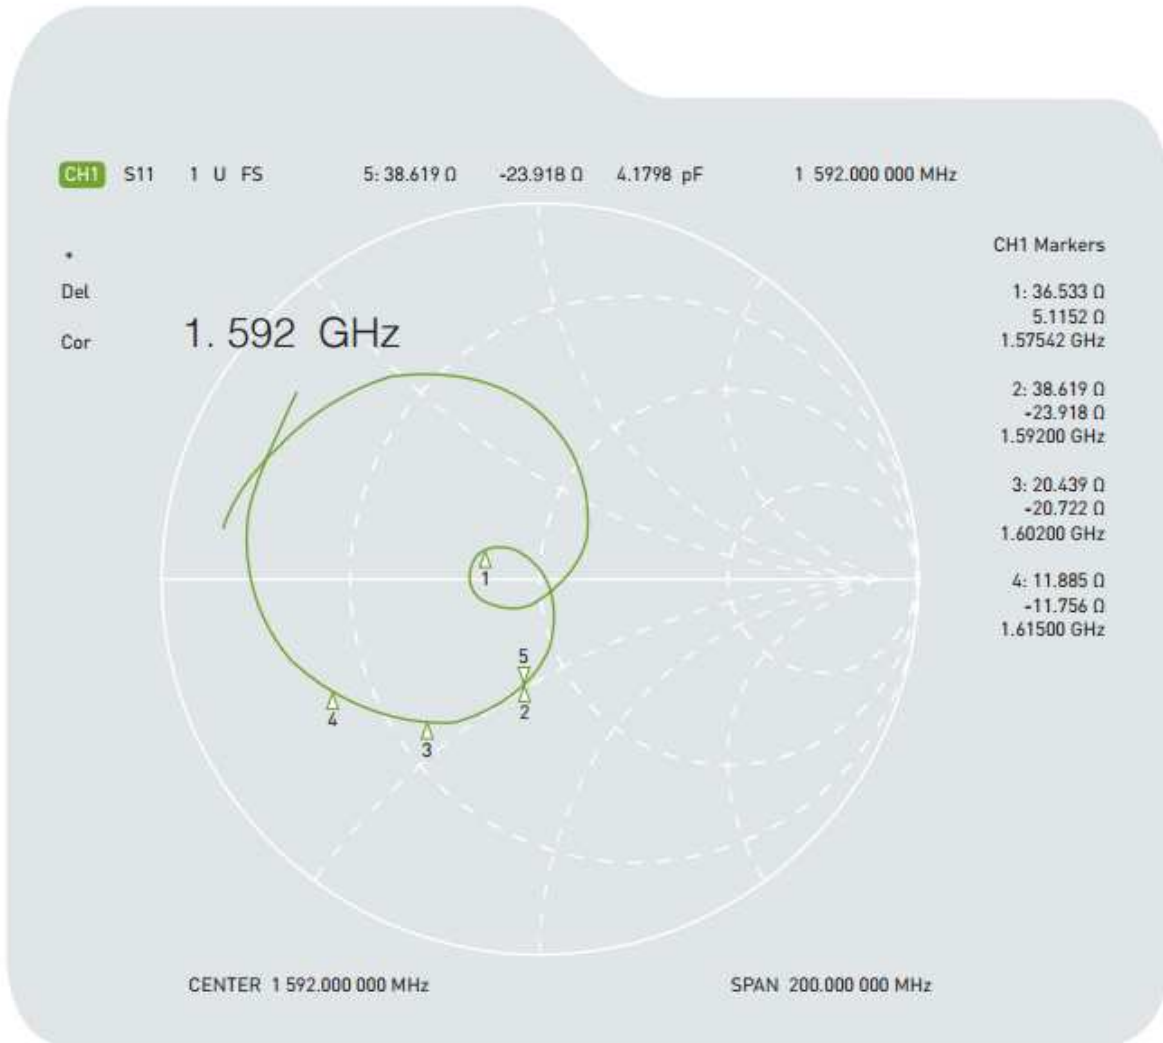 CH1 S11 1 U FS 5: 38.619 Ω -23.918 Ω 4.1798 pF 1 592.000 000 MHz
*
Del
Cor
1. 592 GHz
CH1 Markers
1: 36.533 Ω
5.1152 Ω
1.57542 GHz
2: 38.619 Ω
-23.918 Ω
1.59200 GHz
3: 20.439 Ω
-20.722 Ω
1.60200 GHz
4: 11.885 Ω
-11.756 Ω
1.61500 GHz
1
5
2
4
3
CENTER 1 592.000 000 MHz SPAN 200.000 000 MHz